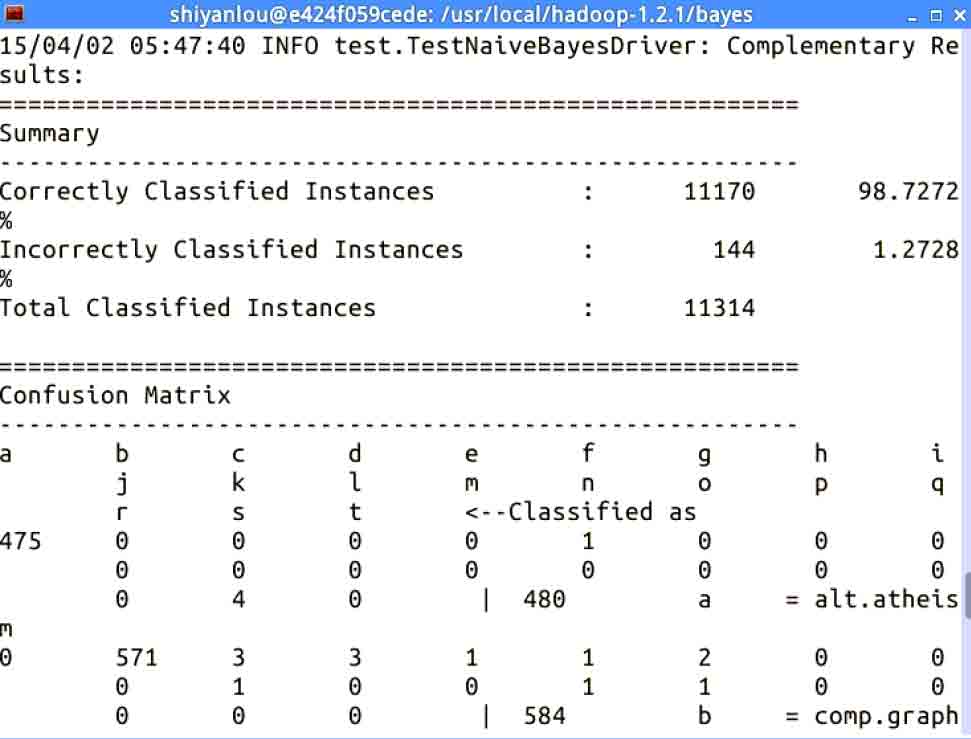 shiyanlou@e424f059cede: /usr/local/hadoop-1.2.1/bayes
15/04/02 05:47:40 INFO test.TestNaiveBayesDriver: Complementary Re
sults:
=======================================================
Summary
-------------------------------------------------------
Correctly Classified Instances          :      11170       98.7272
%
Incorrectly Classified Instances        :        144        1.2728
%
Total Classified Instances              :      11314

=======================================================
Confusion Matrix
-------------------------------------------------------
a       b       c       d       e       f       g       h       i
        j       k       l       m       n       o       p       q
        r       s       t       <--Classified as
475     0       0       0       0       1       0       0       0
        0       0       0       0       0       0       0       0
        0       4       0        |  480         a     = alt.atheis
m
0       571     3       3       1       1       2       0       0
        0       1       0       0       1       1       0       0
        0       0       0        |  584         b     = comp.graph